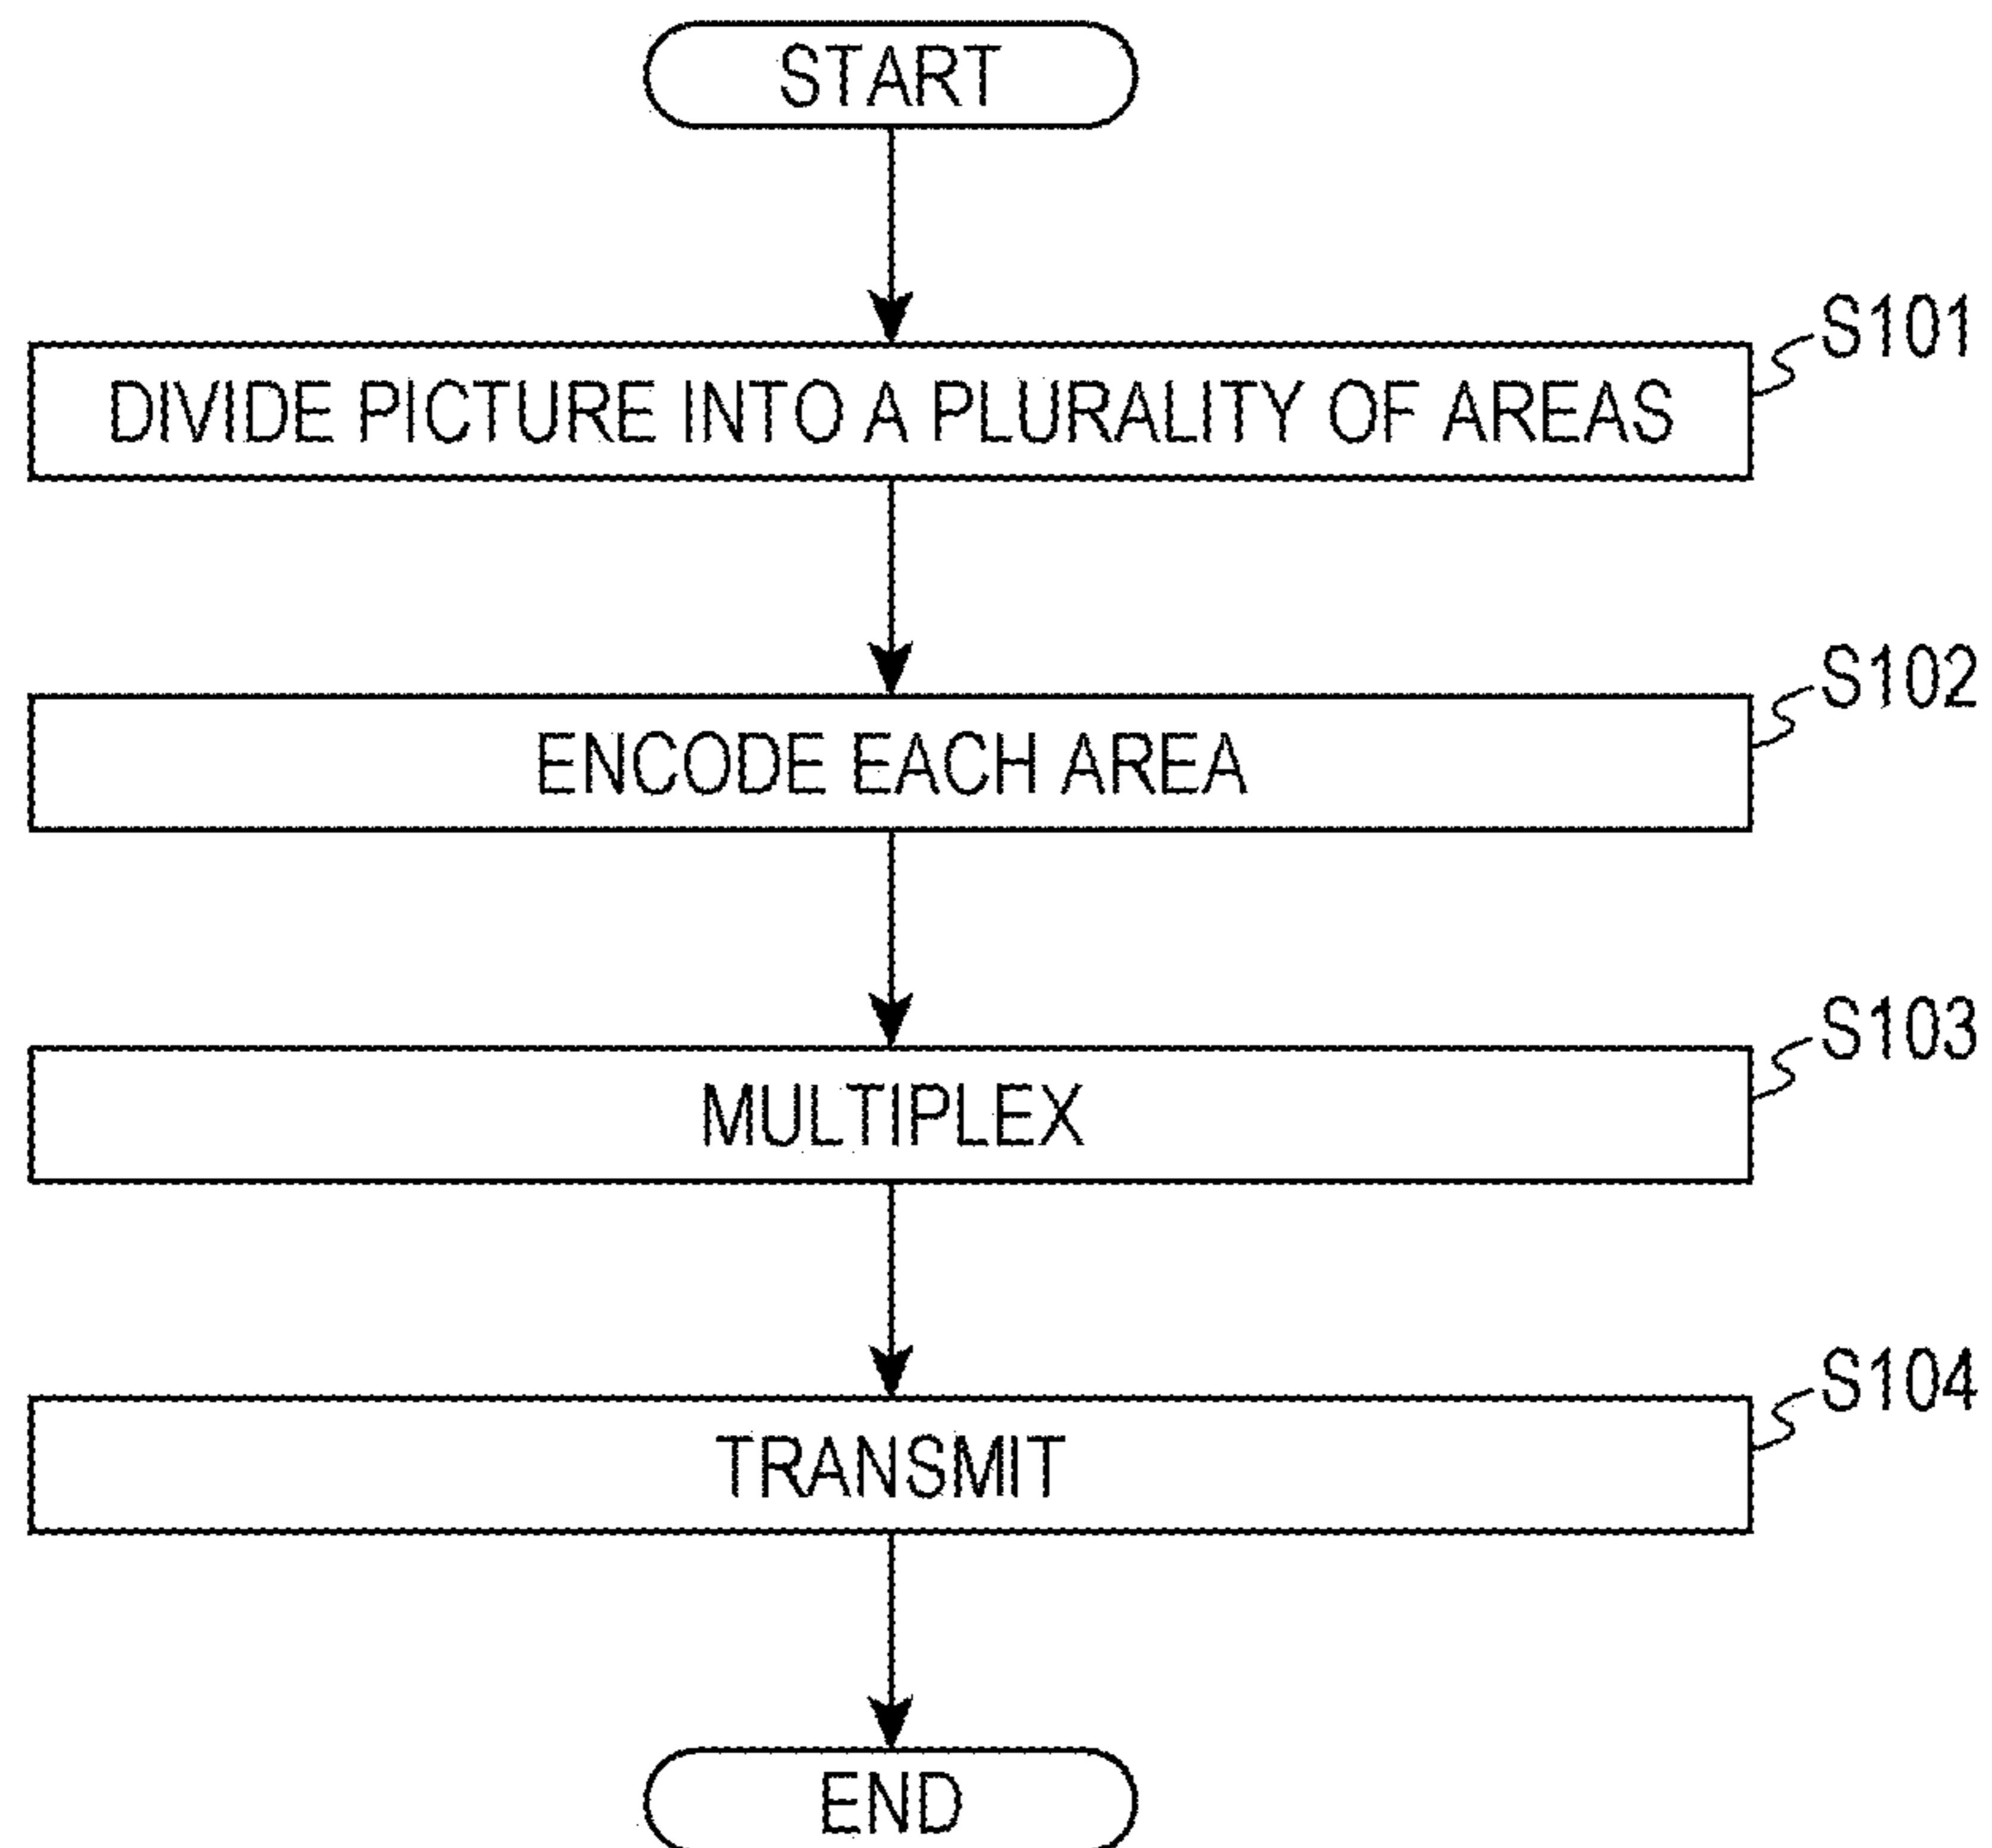 START
S101
DIVIDE PICTURE INTO A PLURALITY OF AREAS
S102
ENCODE EACH AREA
S103
MULTIPLEX
S104
TRANSMIT
END